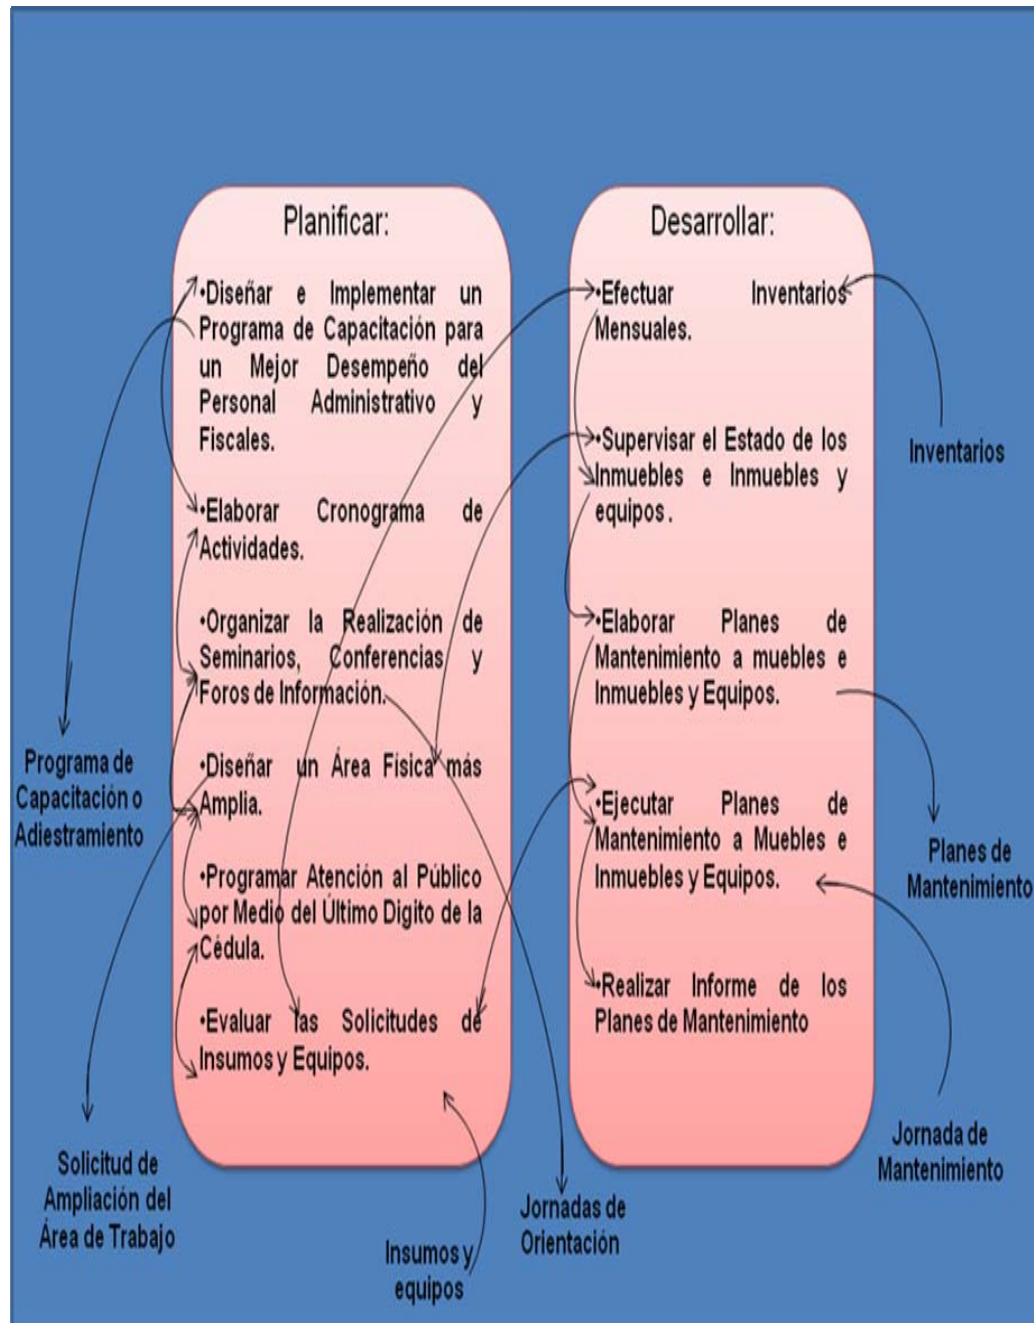 Planificar:
•Diseñar e Implementar un
Programa de Capacitación para
un Mejor Desempeño del
Personal Administrativo y
Fiscales.
•Elaborar Cronograma de
Actividades.
•Organizar la Realización de
Seminarios, Conferencias y
Foros de Información.
•Diseñar un Área Física más
Amplia.
•Programar Atención al Público
por Medio del Último Digito de la
Cédula.
•Evaluar las Solicitudes de
Insumos y Equipos.
Desarrollar:
•Efectuar Inventarios
Mensuales.
•Supervisar el Estado de los
Inmuebles e Inmuebles y
equipos .
•Elaborar Planes de
Mantenimiento a muebles e
Inmuebles y Equipos.
•Ejecutar Planes de
Mantenimiento a Muebles e
Inmuebles y Equipos.
•Realizar Informe de los
Planes de Mantenimiento
Inventarios
Programa de
Capacitación o
Adiestramiento
Planes de
Mantenimiento
Solicitud de
Ampliación del
Área de Trabajo
Insumos y
equipos
Jornadas de
Orientación
Jornada de
Mantenimiento